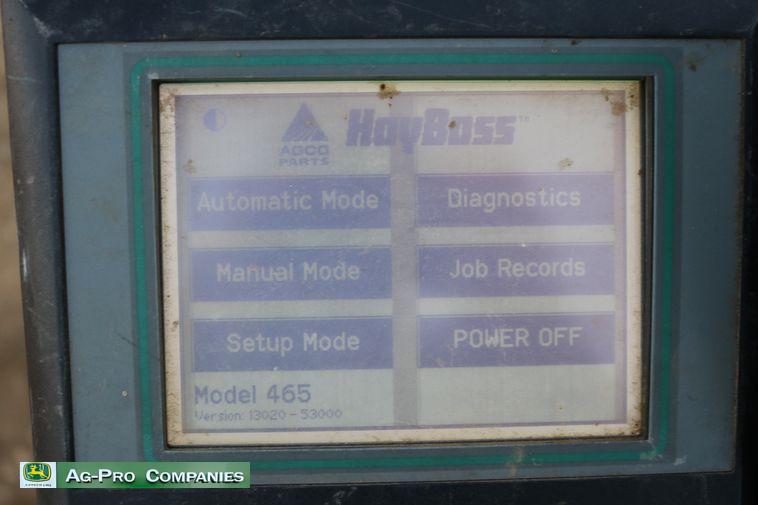 AGCO
PARTS
HayBoss™
Automatic Mode
Diagnostics
Manual Mode
Job Records
Setup Mode
POWER OFF
Model 465
Version: 13020 - 53000
AG-PRO COMPANIES